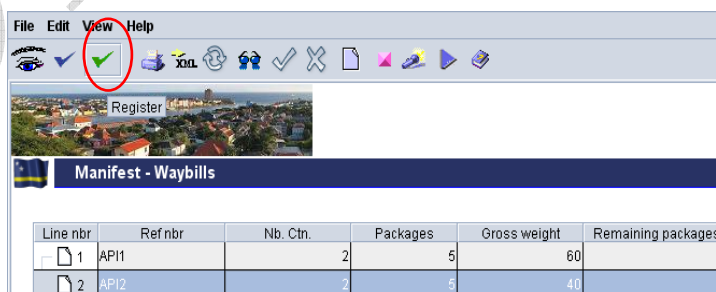 File Edit View Help
XML
Register
Manifest - Waybills
Line nbr Ref nbr Nb. Ctn. Packages Gross weight Remaining packages
1 API1 2 5 60
2 API2 2 5 40